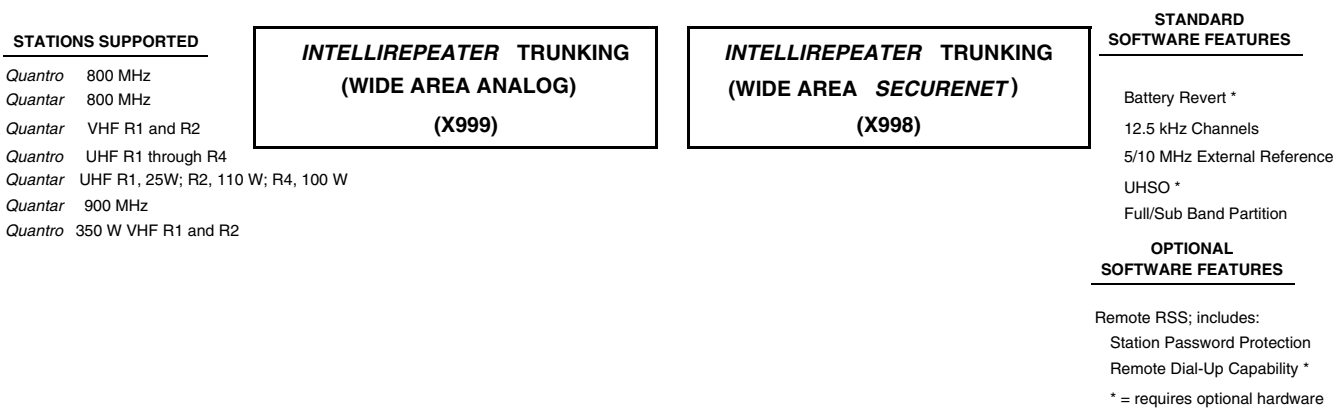 STATIONS SUPPORTED
Quantro 800 MHz
Quantar 800 MHz
Quantar VHF R1 and R2
Quantro UHF R1 through R4
Quantar UHF R1, 25W; R2, 110 W; R4, 100 W
Quantar 900 MHz
Quantro 350 W VHF R1 and R2
INTELLIREPEATER TRUNKING
(WIDE AREA ANALOG)
(X999)
INTELLIREPEATER TRUNKING
(WIDE AREA SECURENET)
(X998)
STANDARD
SOFTWARE FEATURES
Battery Revert *
12.5 kHz Channels
5/10 MHz External Reference
UHSO *
Full/Sub Band Partition
OPTIONAL
SOFTWARE FEATURES
Remote RSS; includes:
Station Password Protection
Remote Dial-Up Capability *
* = requires optional hardware